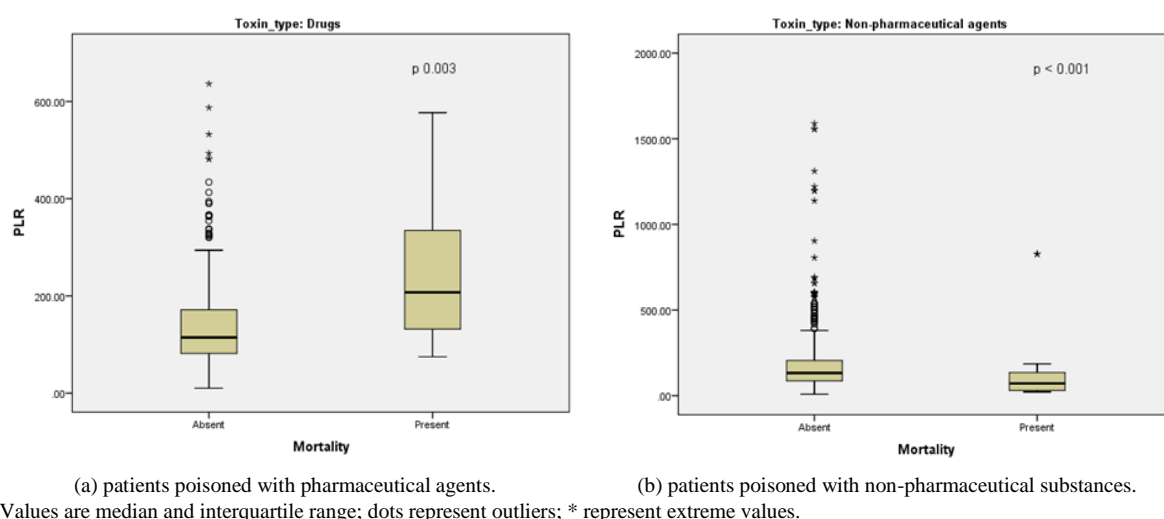 Toxin_type: Drugs
p 0.003
600.00
400.00
200.00
.00
PLR
Absent
Present
Mortality
(a) patients poisoned with pharmaceutical agents.
Toxin_type: Non-pharmaceutical agents
p < 0.001
2000.00
1500.00
1000.00
500.00
.00
PLR
Absent
Present
Mortality
(b) patients poisoned with non-pharmaceutical substances.
Values are median and interquartile range; dots represent outliers; * represent extreme values.